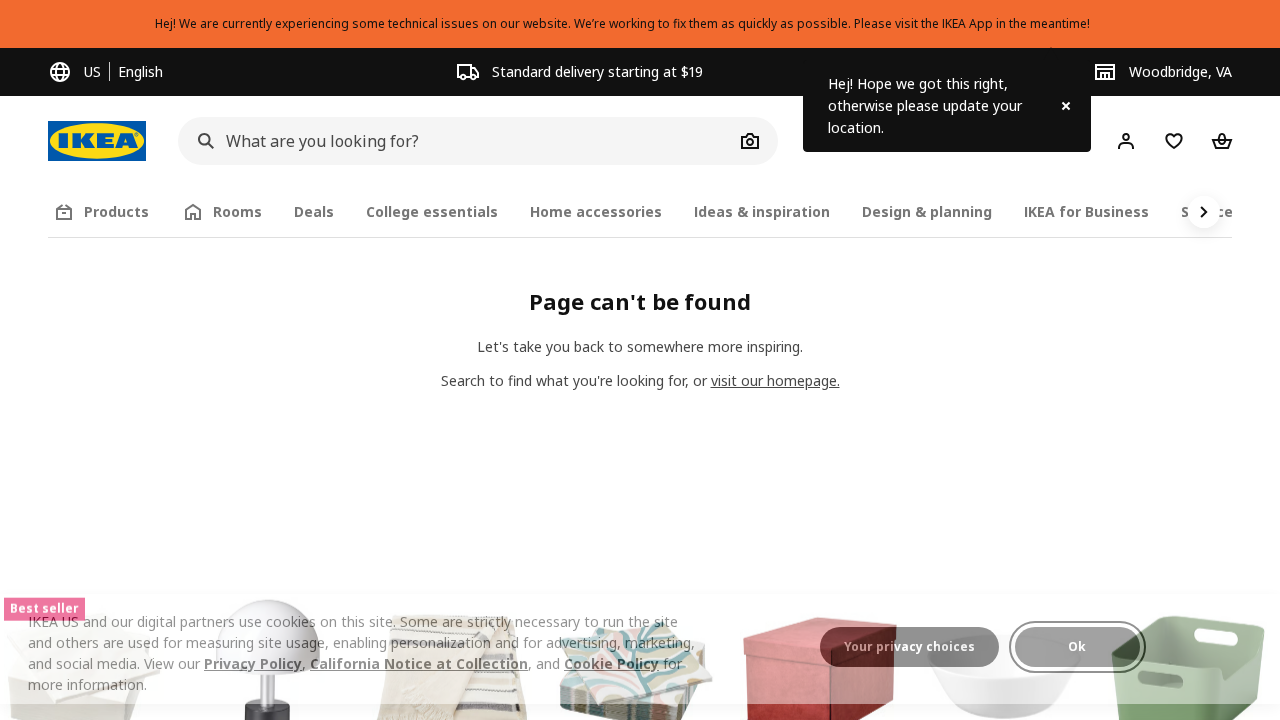 Hej! We are currently experiencing some technical issues on our website. We’re working to fix them as quickly as possible. Please visit the IKEA App in the meantime!
US English
Standard delivery starting at $19
Woodbridge, VA
Hej! Hope we got this right,
otherwise please update your
location.
IKEA
What are you looking for?
Products
Rooms
Deals
College essentials
Home accessories
Ideas & inspiration
Design & planning
IKEA for Business
Page can't be found
Let's take you back to somewhere more inspiring.
Search to find what you're looking for, or visit our homepage.
Best seller
IKEA US and our digital partners use cookies on this site. Some are strictly necessary to run the site
and others are used for measuring site usage, enabling personalization and for advertising, marketing,
and social media. View our Privacy Policy, California Notice at Collection, and Cookie Policy for
more information.
Your privacy choices
Ok